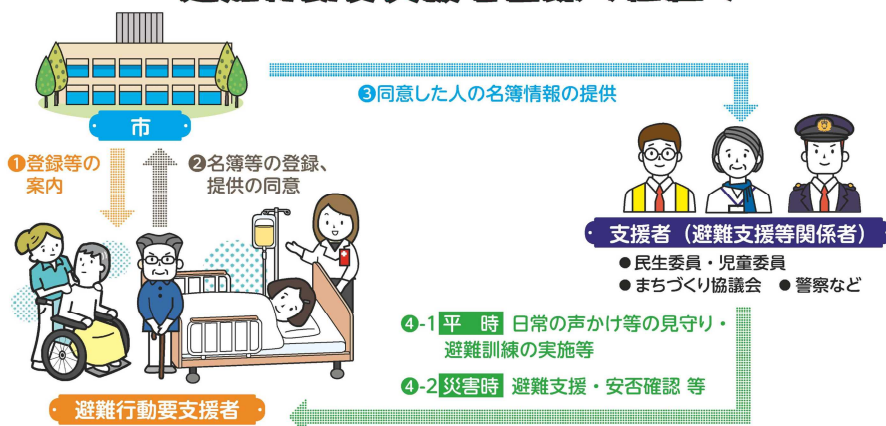 ❸同意した人の名簿情報の提供
市
❶登録等の
案内
❷名簿等の登録、
提供の同意
支援者（避難支援等関係者）
●民生委員・児童委員
●まちづくり協議会 ●警察など
❹-1 平 時 日常の声かけ等の見守り・
避難訓練の実施等
❹-2 災害時 避難支援・安否確認 等
避難行動要支援者